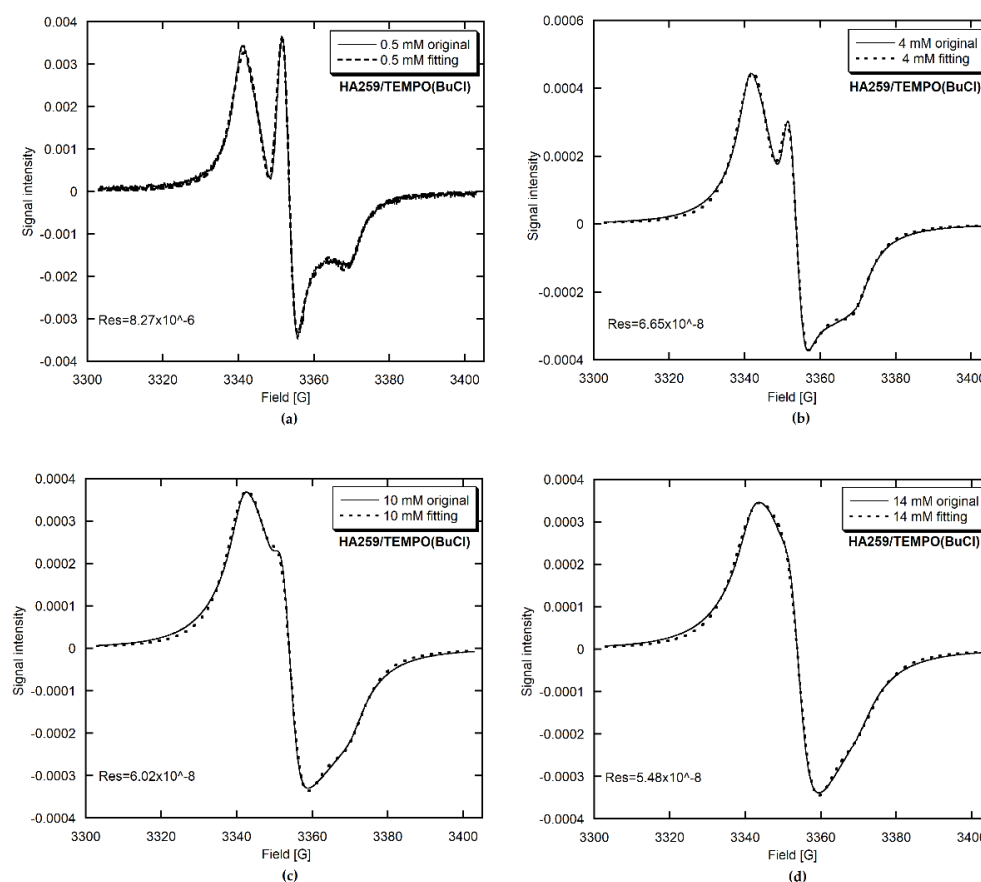 0.004
0.003
0.002
0.001
0
-0.001
-0.002
-0.003
-0.004
Signal intensity
0.5 mM original
0.5 mM fitting
HA259/TEMPO(BuCl)
Res=8.27x10^-6
3300 3320 3340 3360 3380 3400
Field [G]
(a)
0.0006
0.0004
0.0002
0
-0.0002
-0.0004
Signal intensity
4 mM original
4 mM fitting
HA259/TEMPO(BuCl)
Res=6.65x10^-8
3300 3320 3340 3360 3380 3400
Field [G]
(b)
0.0004
0.0003
0.0002
0.0001
0
-0.0001
-0.0002
-0.0003
-0.0004
Signal intensity
10 mM original
10 mM fitting
HA259/TEMPO(BuCl)
Res=6.02x10^-8
3300 3320 3340 3360 3380 3400
Field [G]
(c)
0.0004
0.0003
0.0002
0.0001
0
-0.0001
-0.0002
-0.0003
-0.0004
Signal intensity
14 mM original
14 mM fitting
HA259/TEMPO(BuCl)
Res=5.48x10^-8
3300 3320 3340 3360 3380 3400
Field [G]
(d)